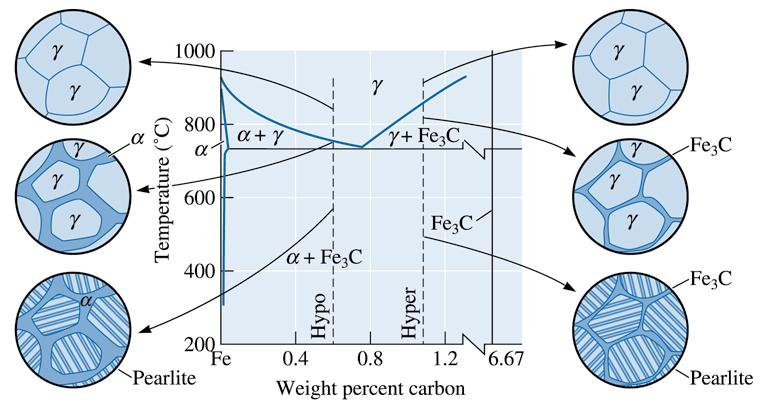 γ
γ
γ
α
γ
γ
α
Pearlite
Temperature (°C)
1000
800
600
400
200
α
γ
α + γ
γ + Fe₃C
Fe₃C
α + Fe₃C
Hypo
Hyper
Fe
0.4
0.8
1.2
6.67
Weight percent carbon
γ
γ
γ
Fe₃C
γ
γ
Fe₃C
Pearlite